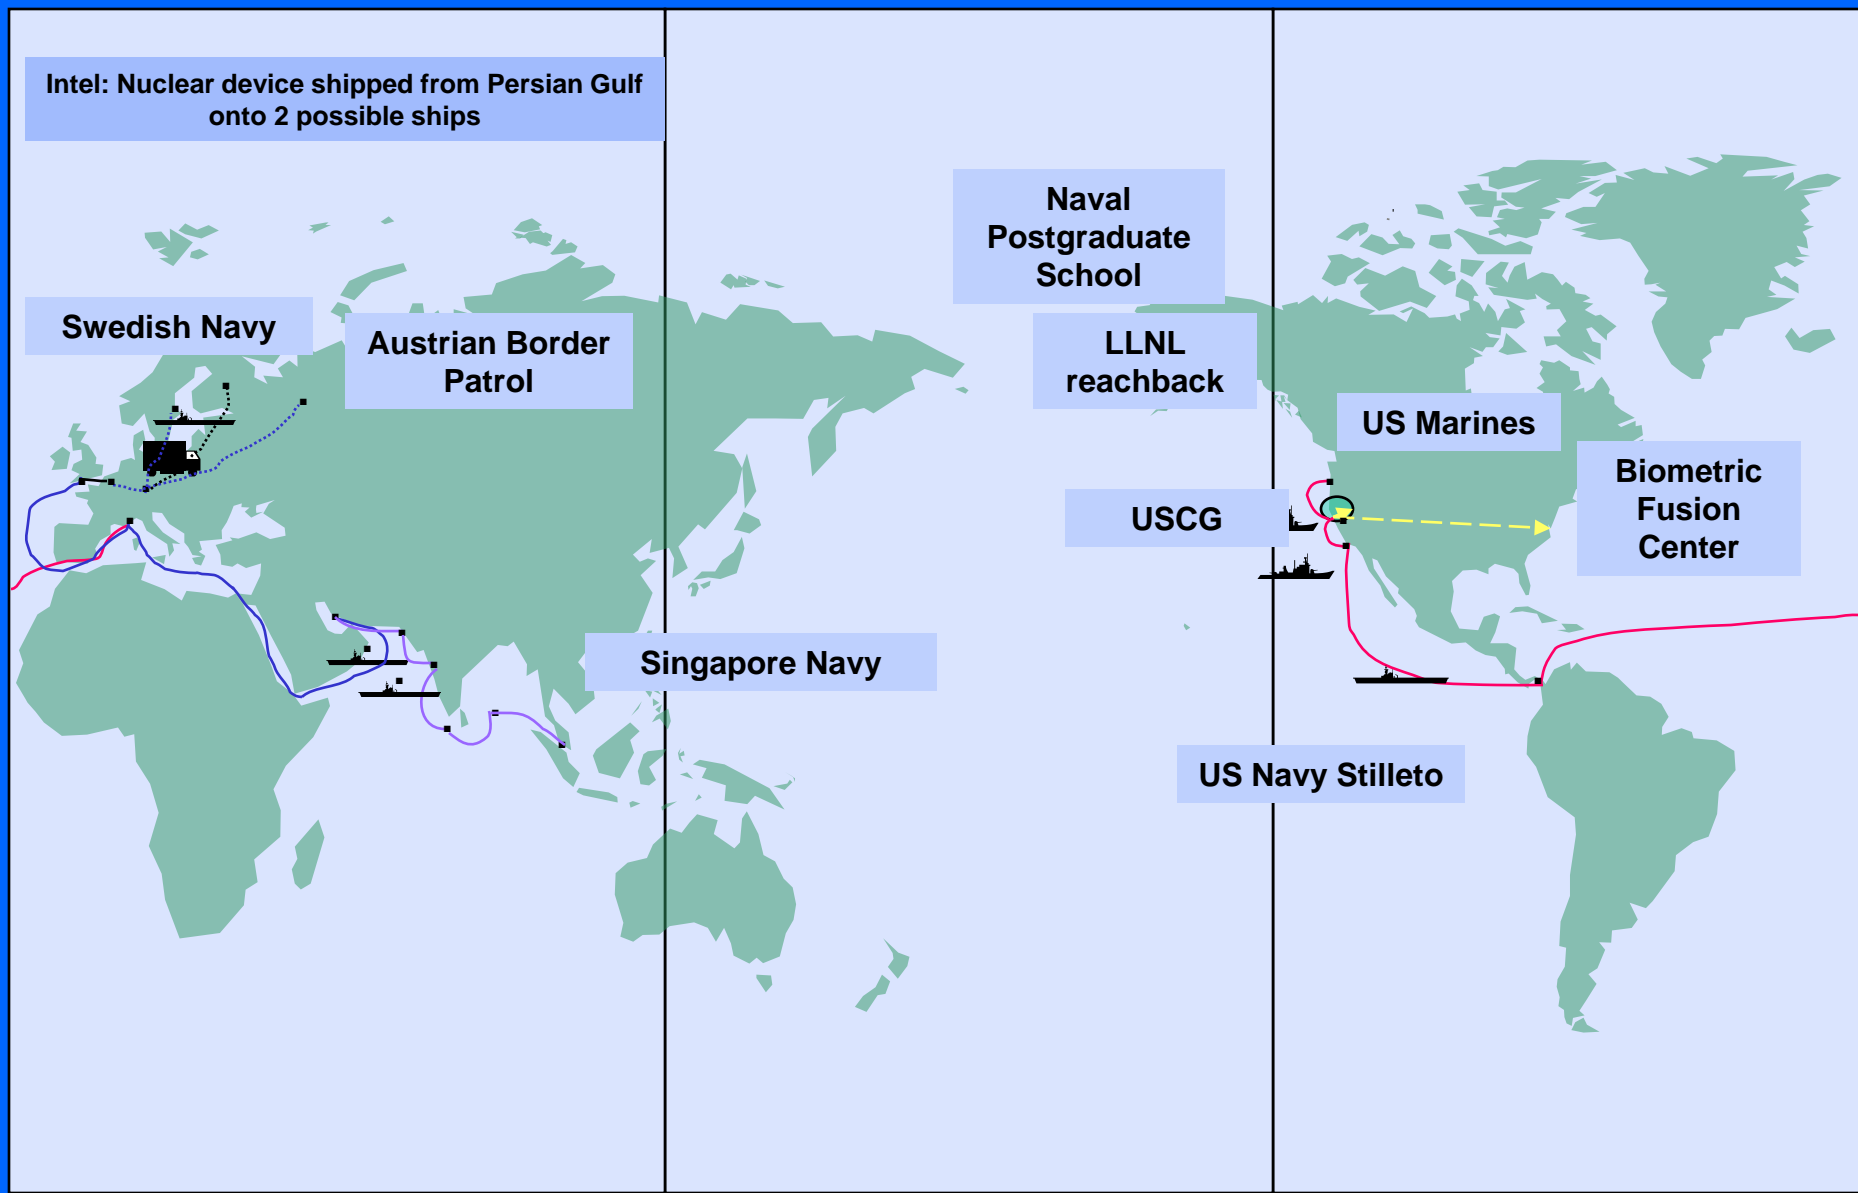 Intel: Nuclear device shipped from Persian Gulf
onto 2 possible ships
Naval
Postgraduate
School
Swedish Navy
Austrian Border
Patrol
LLNL
reachback
US Marines
Biometric
Fusion
Center
USCG
Singapore Navy
US Navy Stilleto